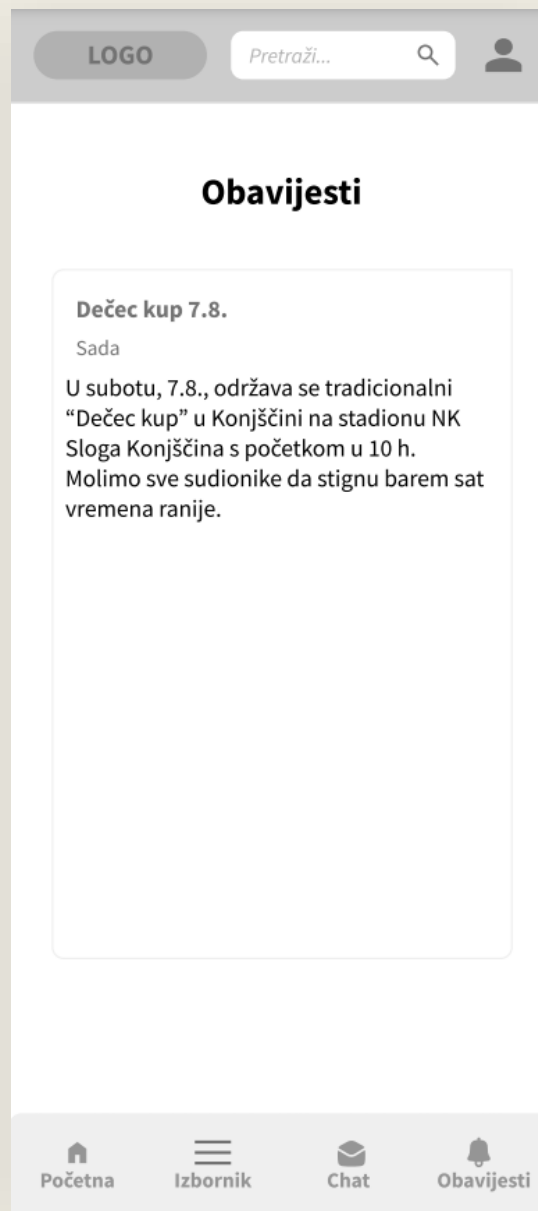 LOGO
Pretraži...
Obavijesti
Dečec kup 7.8.
Sada
U subotu, 7.8., održava se tradicionalni
“Dečec kup” u Konjščini na stadionu NK
Sloga Konjščina s početkom u 10 h.
Molimo sve sudionike da stignu barem sat
vremena ranije.
Početna
Izbornik
Chat
Obavijesti